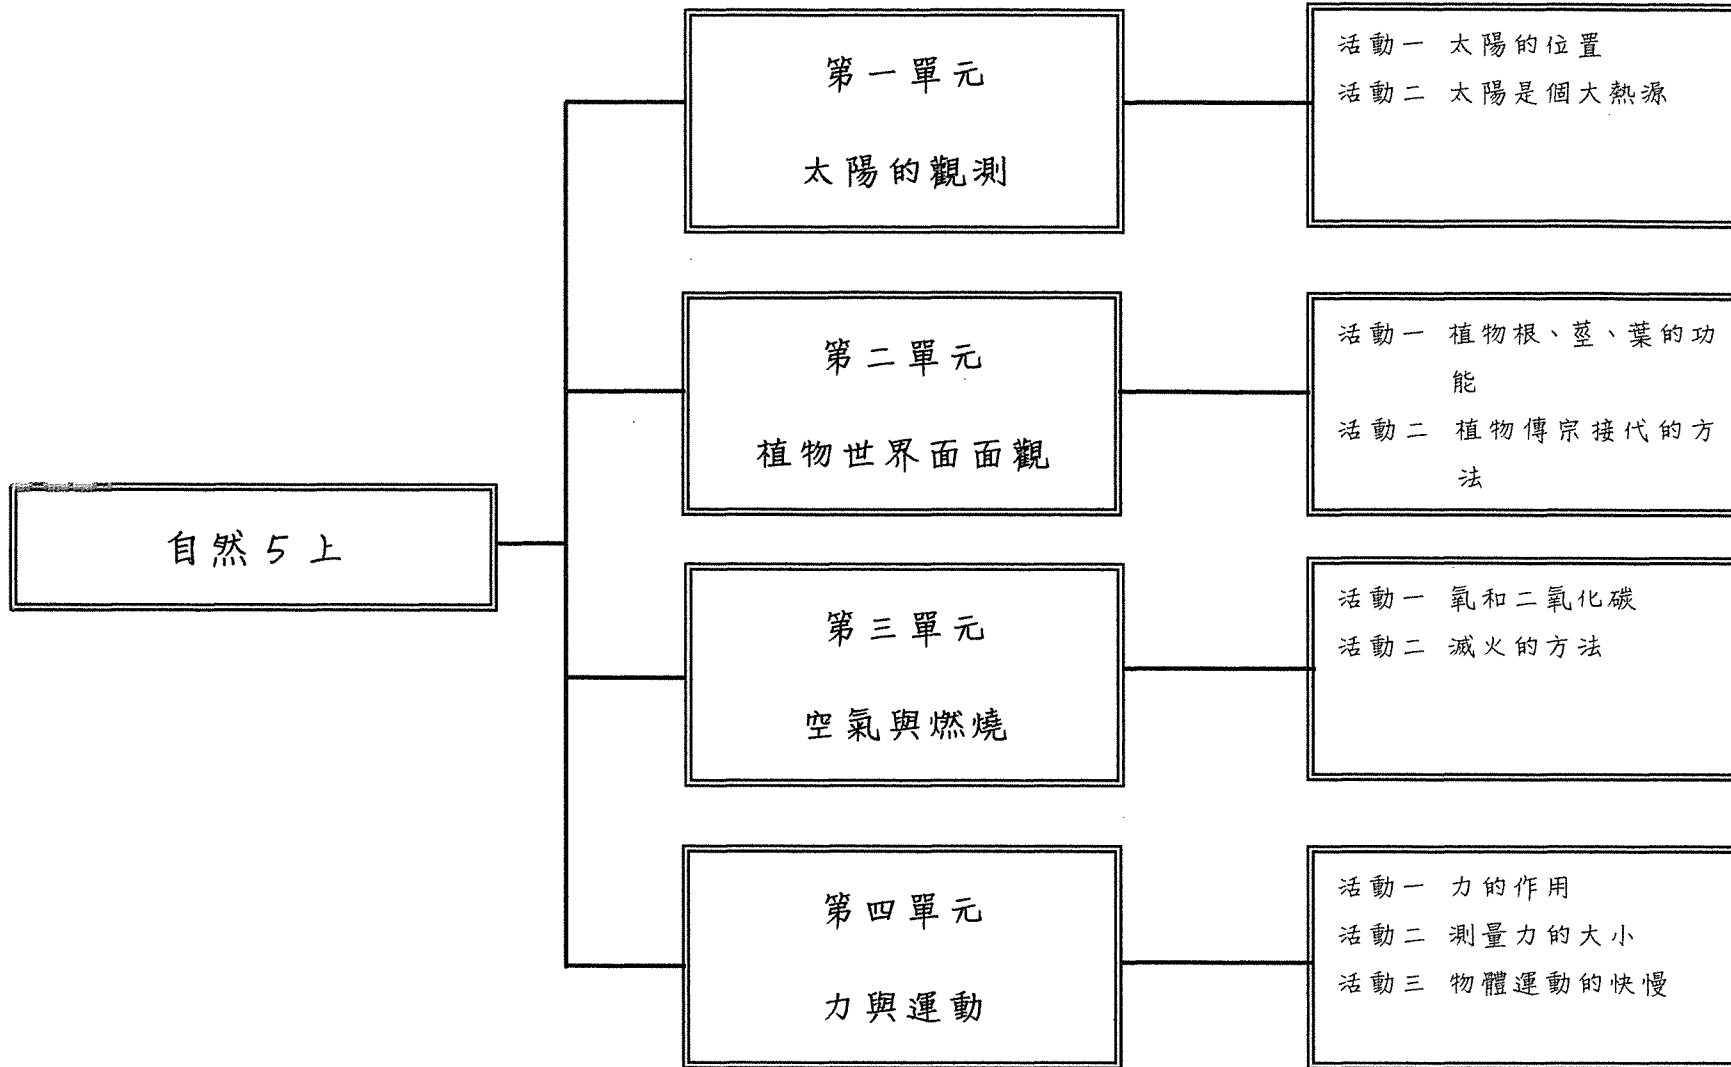 自然5上
第一單元
太陽的觀測
活動一 太陽的位置
活動二 太陽是個大熱源
第二單元
植物世界面面觀
活動一 植物根、莖、葉的功
能
活動二 植物傳宗接代的方
法
第三單元
空氣與燃燒
活動一 氧和二氧化碳
活動二 滅火的方法
第四單元
力與運動
活動一 力的作用
活動二 測量力的大小
活動三 物體運動的快慢